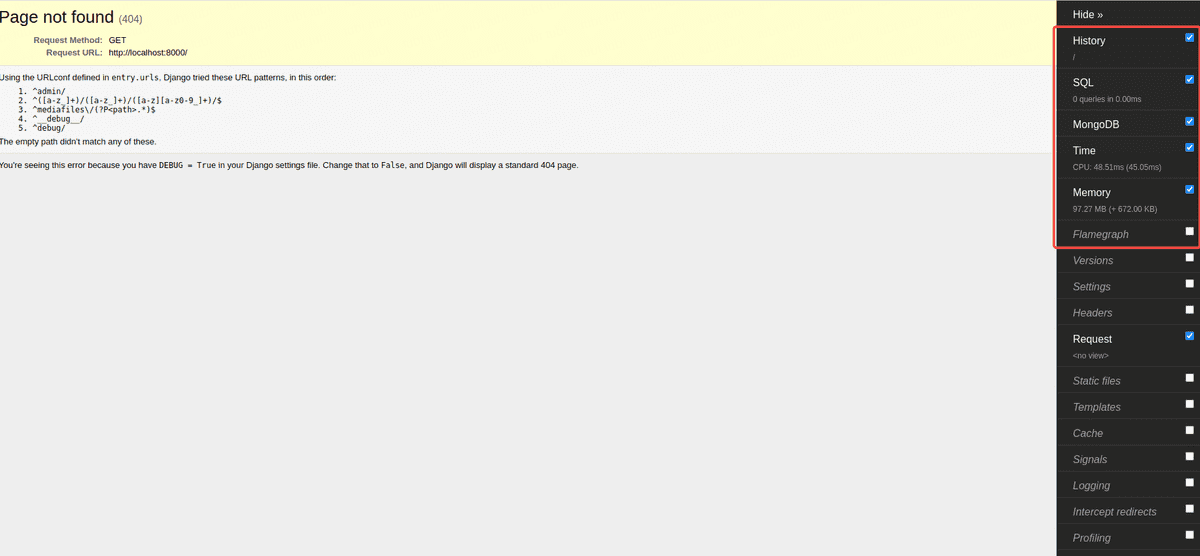 Page not found (404)
Request Method: GET
Request URL: http://localhost:8000/
Using the URLconf defined in entry.urls, Django tried these URL patterns, in this order:
1. ^admin/
2. ^([a-z_]+)/([a-z_]+)/([a-z][a-z0-9_]+)/$
3. ^mediafiles\/(?P<path>.*)$
4. ^__debug__/
5. ^debug/
The empty path didn't match any of these.
You're seeing this error because you have DEBUG = True in your Django settings file. Change that to False, and Django will display a standard 404 page.
Hide »
History
/
SQL
0 queries in 0.00ms
MongoDB
Time
CPU: 48.51ms (45.05ms)
Memory
97.27 MB (+ 672.00 KB)
Flamegraph
Versions
Settings
Headers
Request
<no view>
Static files
Templates
Cache
Signals
Logging
Intercept redirects
Profiling